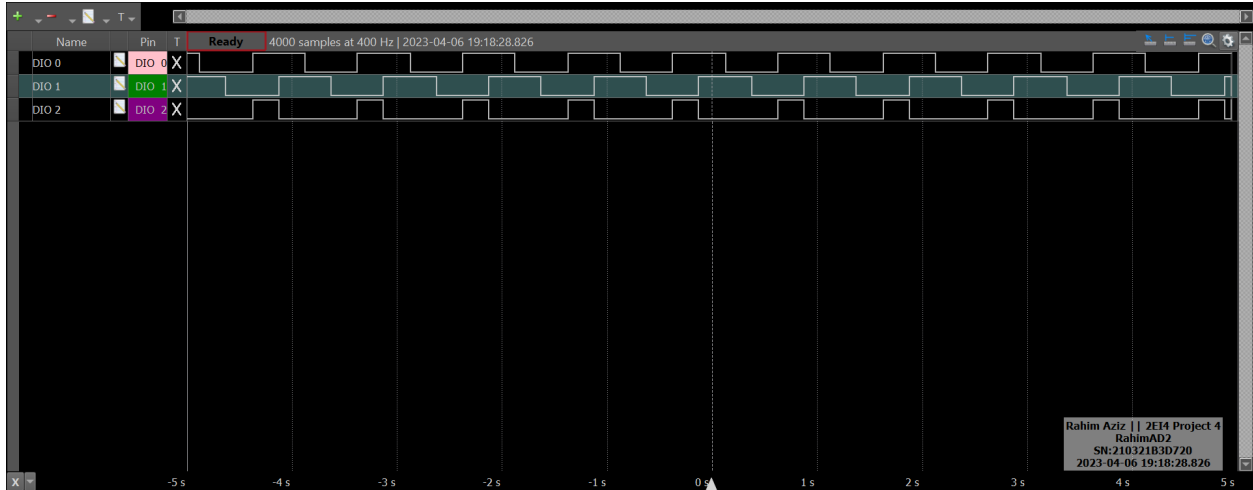 T
Name Pin T Ready 4000 samples at 400 Hz | 2023-04-06 19:18:28.826
DIO 0 DIO 0 X
DIO 1 DIO 1 X
DIO 2 DIO 2 X
Rahim Aziz || 2EI4 Project 4
RahimAD2
SN:210321B3D720
2023-04-06 19:18:28.826
X -5 s -4 s -3 s -2 s -1 s 0 s 1 s 2 s 3 s 4 s 5 s